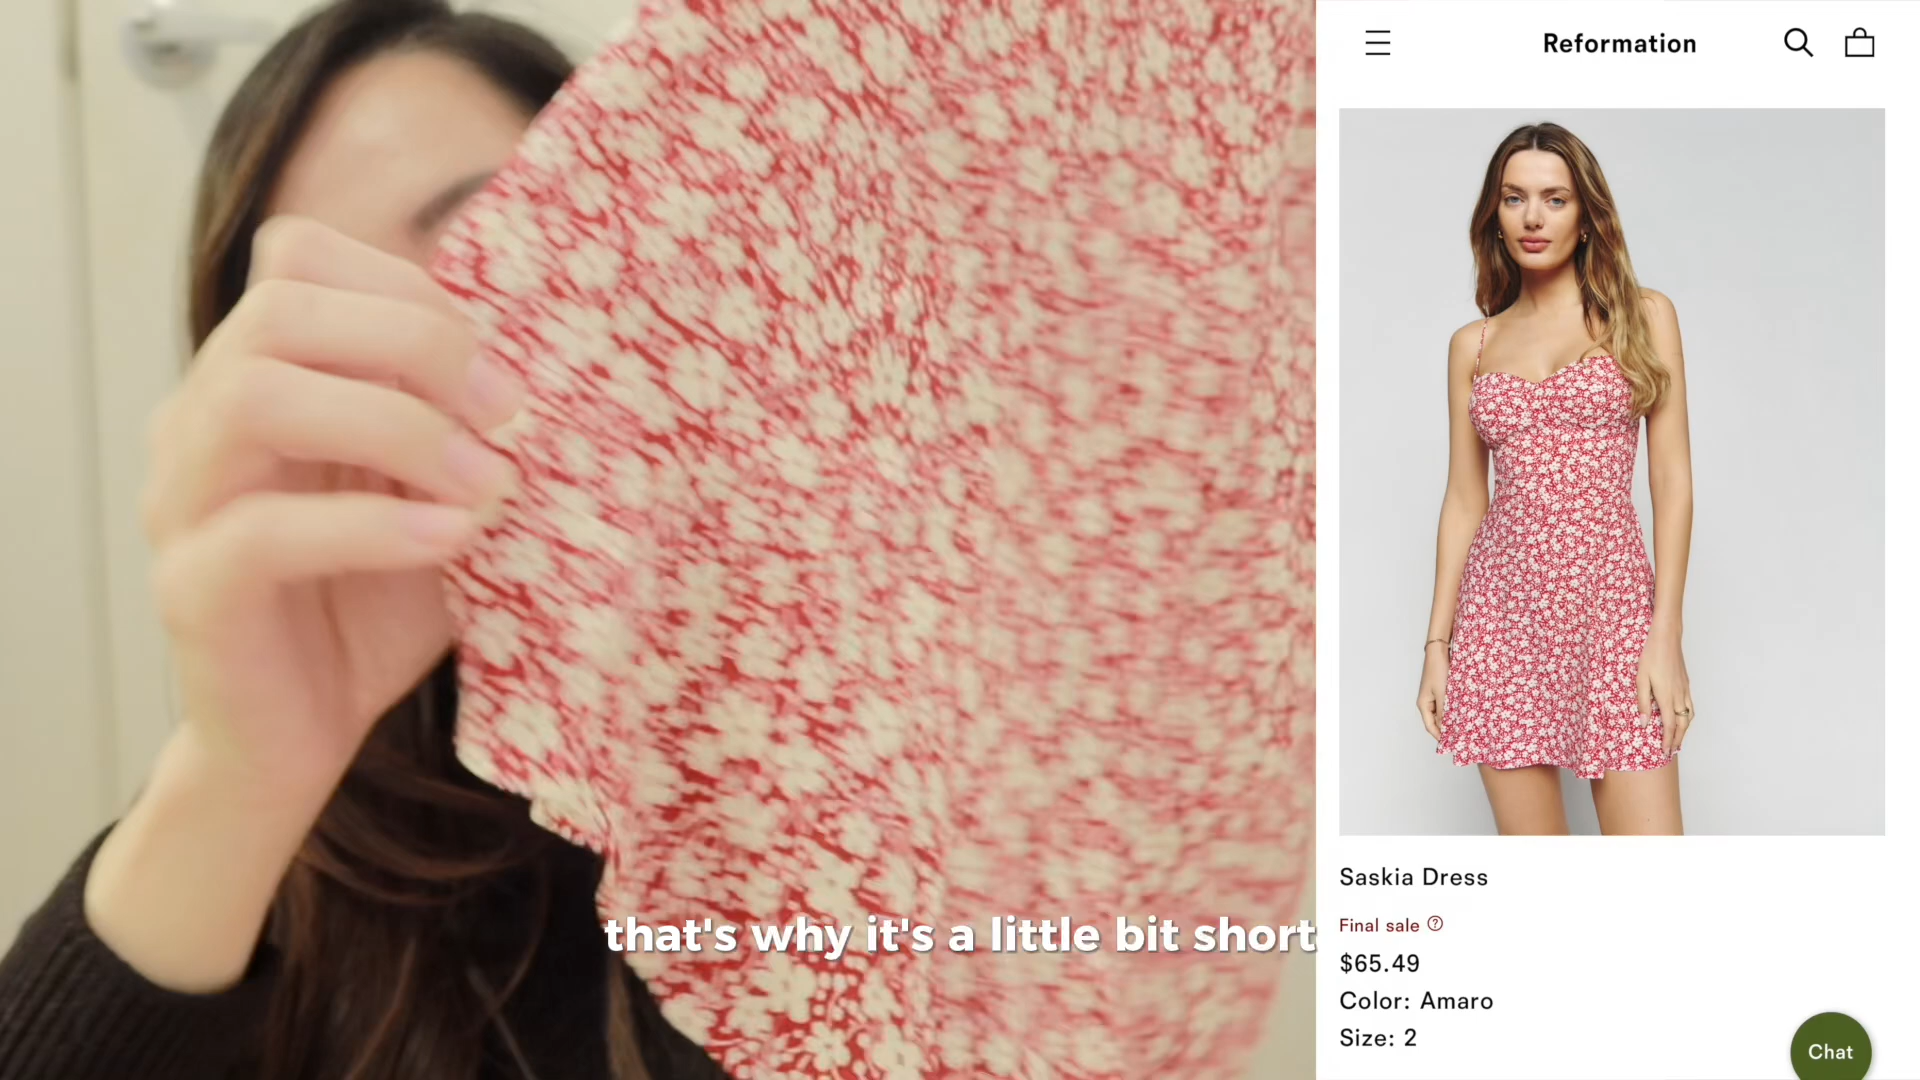 Reformation
that's why it's a little bit short
Saskia Dress
Final sale ?
$65.49
Color: Amaro
Size: 2
Chat